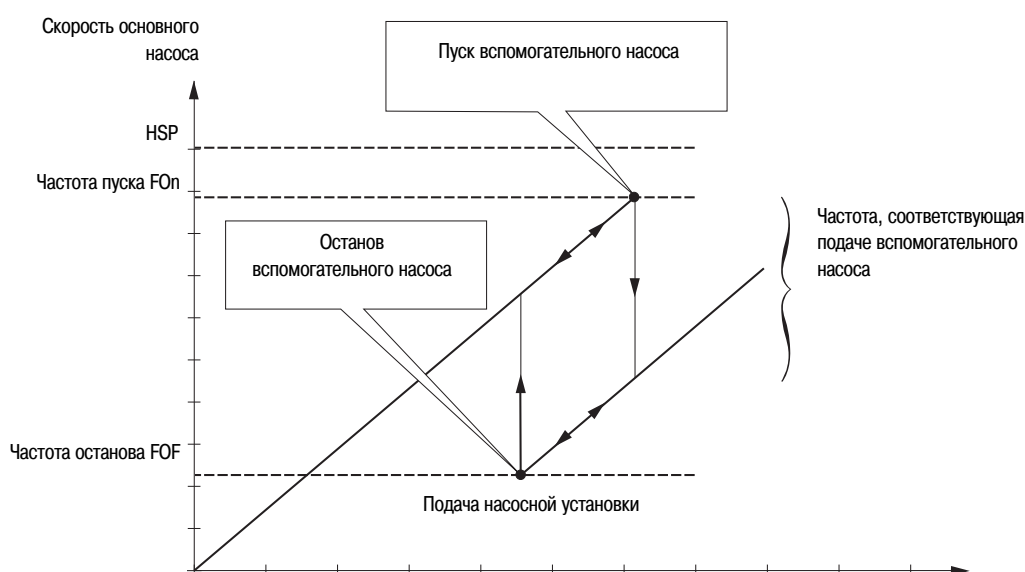 Скорость основного
насоса
Пуск вспомогательного насоса
HSP
Частота пуска FOn
Частота, соответствующая
подаче вспомогательного
насоса
Останов
вспомогательного насоса
Частота останова FOF
Подача насосной установки